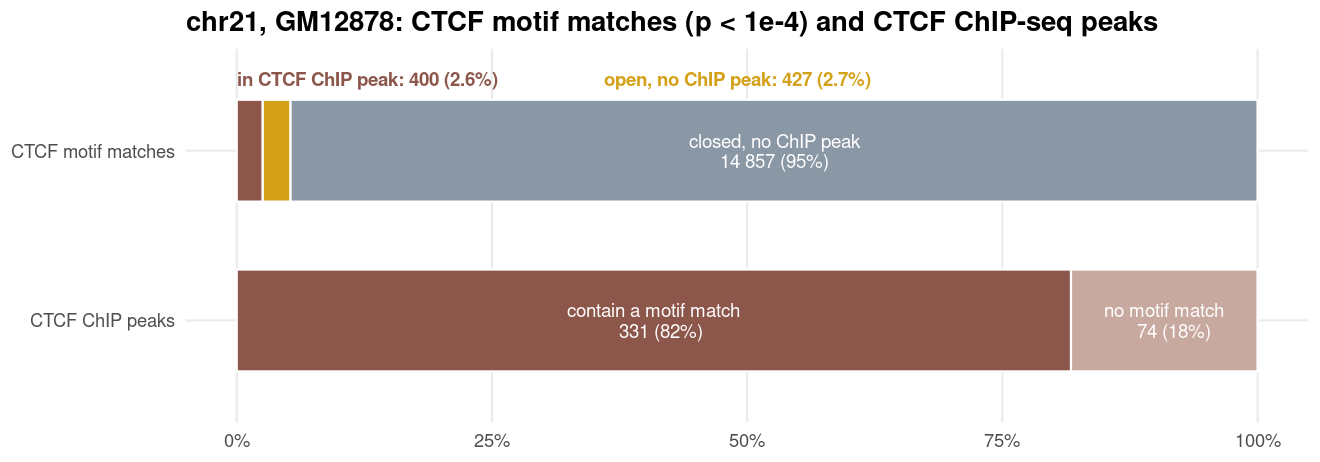 chr21, GM12878: CTCF motif matches (p < 1e-4) and CTCF ChIP-seq peaks
in CTCF ChIP peak: 400 (2.6%)
open, no ChIP peak: 427 (2.7%)
CTCF motif matches
closed, no ChIP peak
14 857 (95%)
CTCF ChIP peaks
contain a motif match
331 (82%)
no motif match
74 (18%)
0%
25%
50%
75%
100%